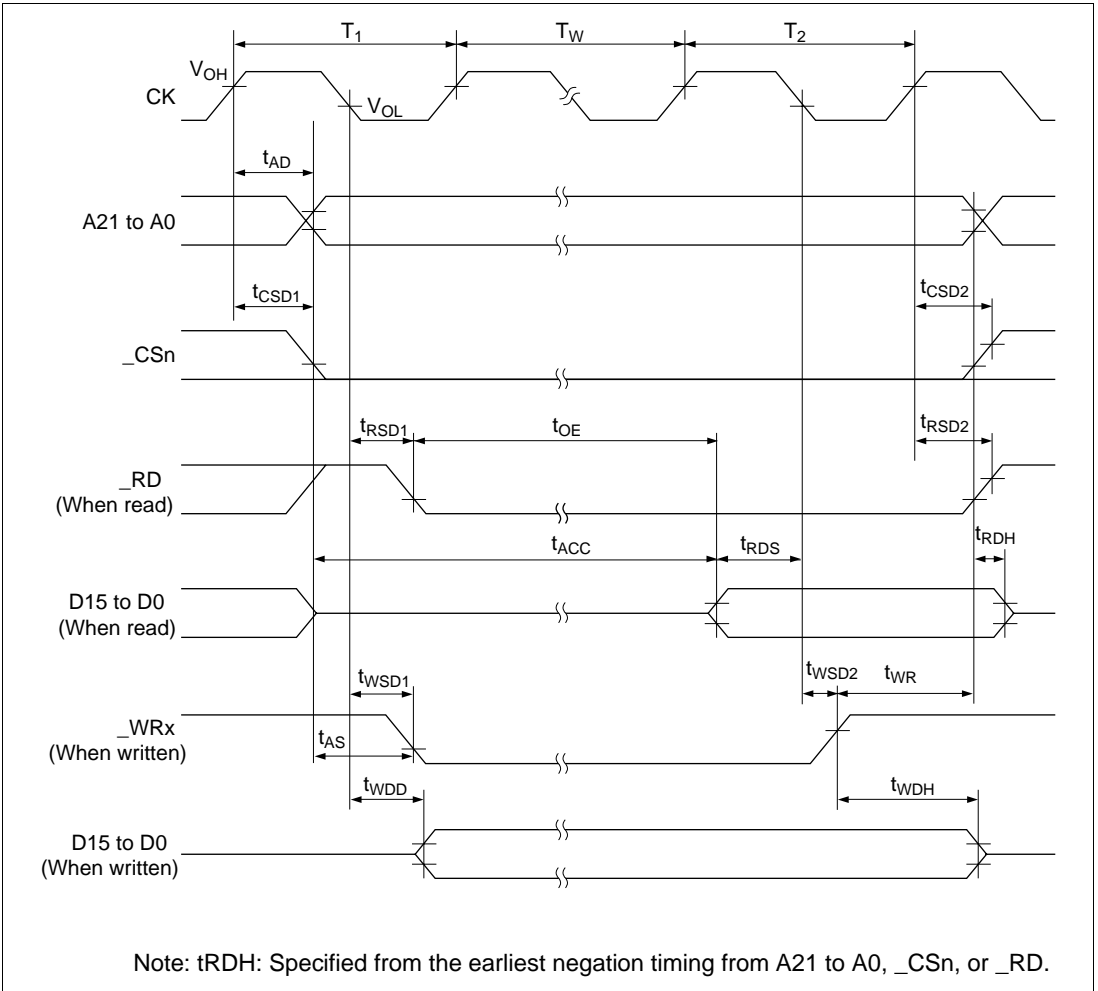 T1 TW T2
VOH
CK
VOL
tAD
A21 to A0
tCSD1 tCSD2
_CSn
tRSD1 tOE tRSD2
_RD
(When read)
tACC tRDS tRDH
D15 to D0
(When read)
tWSD1 tWSD2 tWR
_WRx
(When written)
tAS
tWDD tWDH
D15 to D0
(When written)
Note: tRDH: Specified from the earliest negation timing from A21 to A0, _CSn, or _RD.